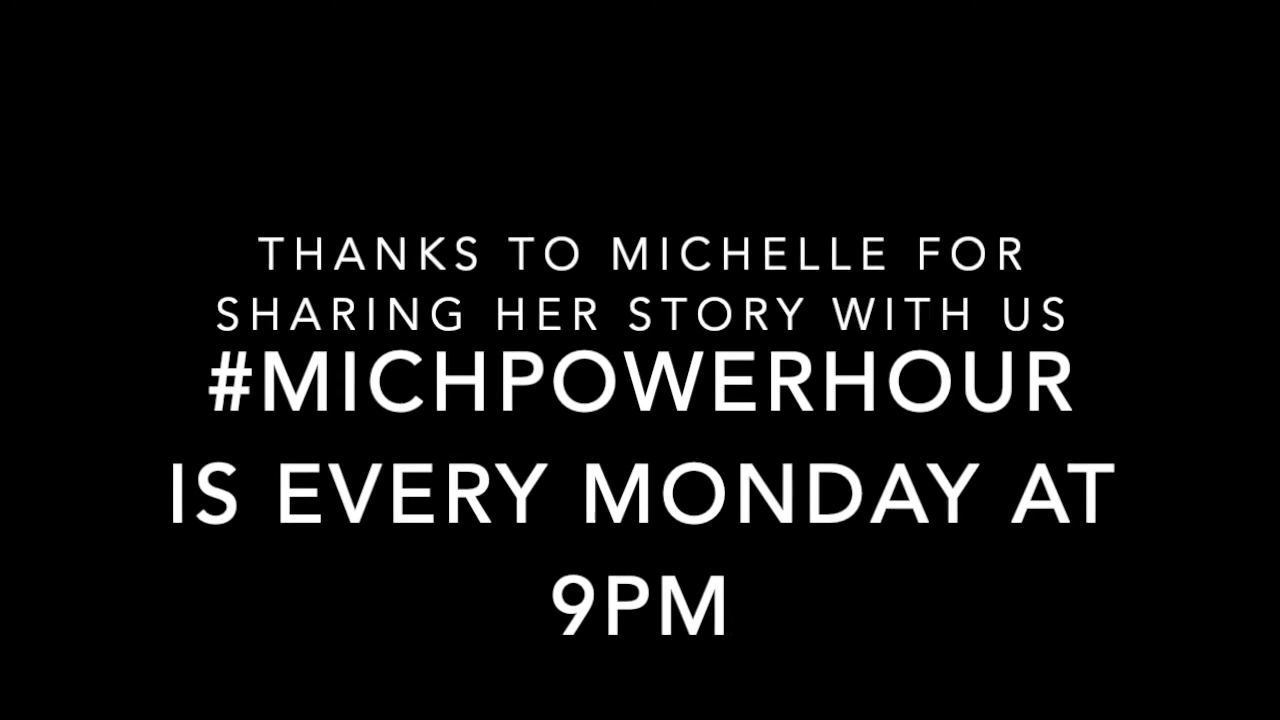 THANKS TO MICHELLE FOR
SHARING HER STORY WITH US
#MICHPOWERHOUR
IS EVERY MONDAY AT
9PM